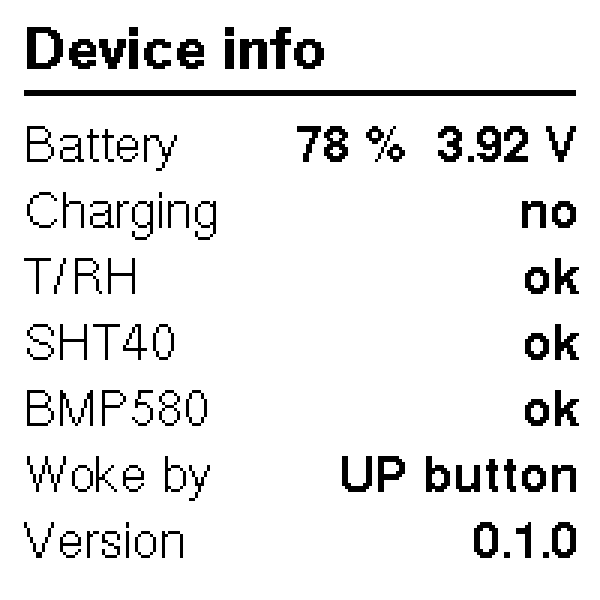 Device info
Battery 78 % 3.92 V
Charging no
T/RH ok
SHT40 ok
BMP580 ok
Woke by UP button
Version 0.1.0